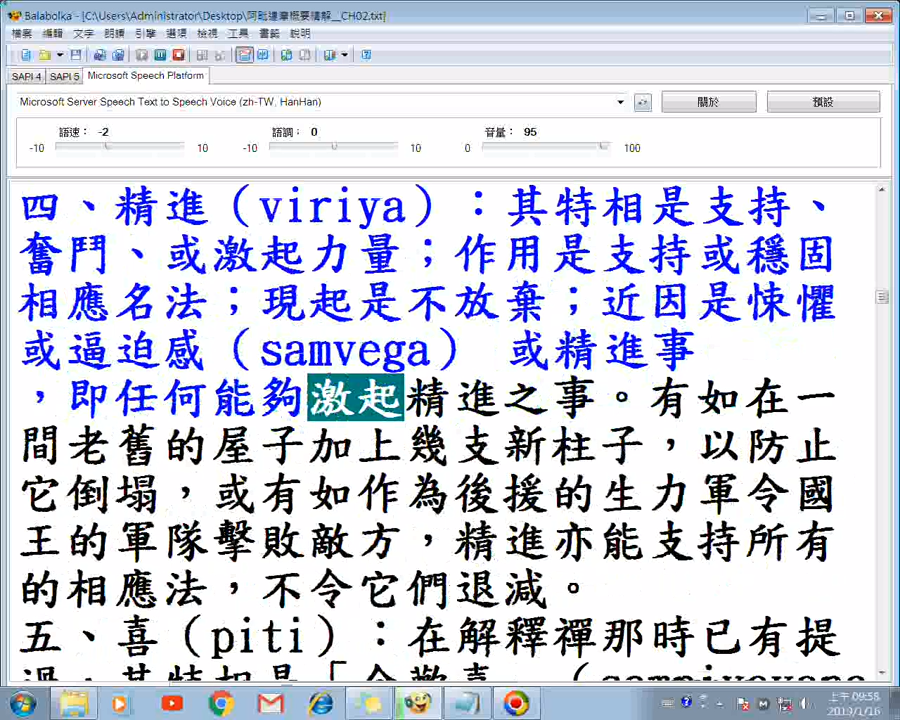 Balabolka - [C:\Users\Administrator\Desktop\阿毗達摩概要精解__CH02.txt]
檔案 編輯 文字 朗讀 引擎 選項 檢視 工具 書籤 說明
SAPI 4 SAPI 5 Microsoft Speech Platform
Microsoft Server Speech Text to Speech Voice (zh-TW, HanHan) 關於 預設
語速： -2 語調： 0 音量： 95
-10 10 -10 10 0 100
四、精進（viriya）：其特相是支持、
奮鬥、或激起力量；作用是支持或穩固
相應名法；現起是不放棄；近因是悚懼
或逼迫感（samvega） 或精進事
，即任何能夠激起精進之事。有如在一
間老舊的屋子加上幾支新柱子，以防止
它倒塌，或有如作為後援的生力軍令國
王的軍隊擊敗敵方，精進亦能支持所有
的相應法，不令它們退減。
五、喜（piti）：在解釋禪那時已有提
過。其特相是「令歡喜」（sampiyayana
上午 09:58
2019/1/16